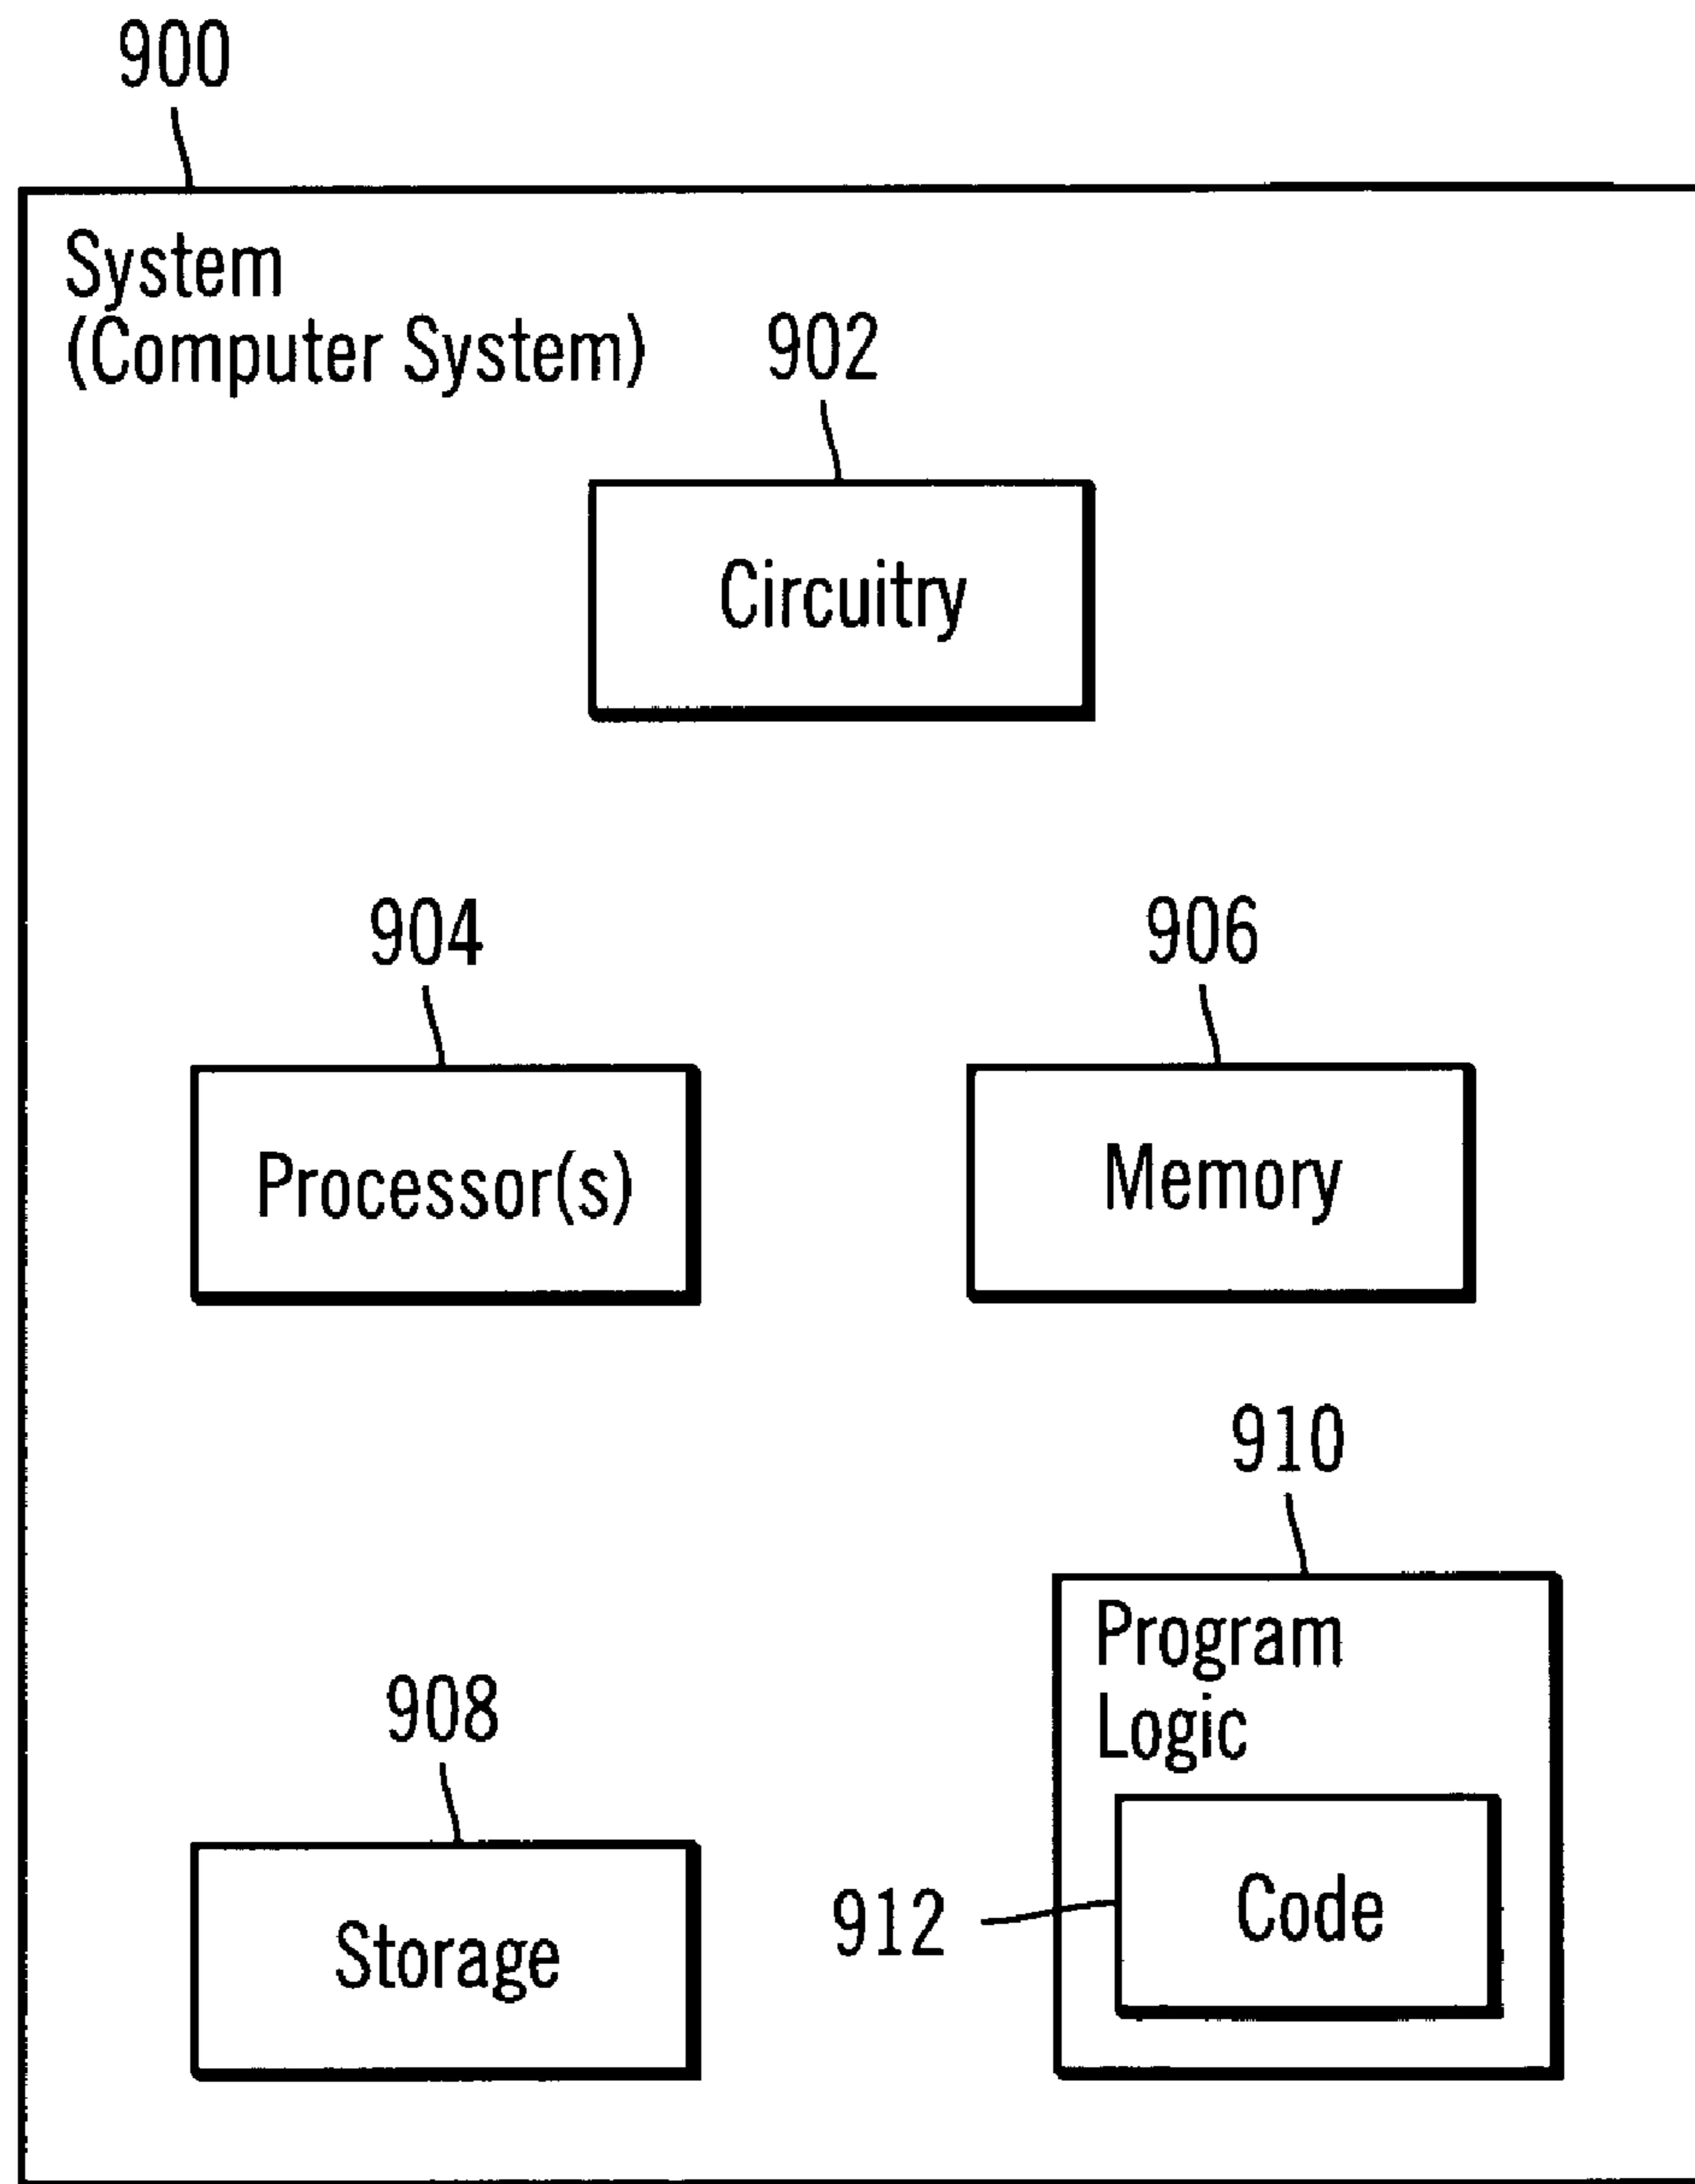 900
System
(Computer System)
902
Circuitry
904
906
Processor(s)
Memory
910
Program
Logic
908
912
Code
Storage